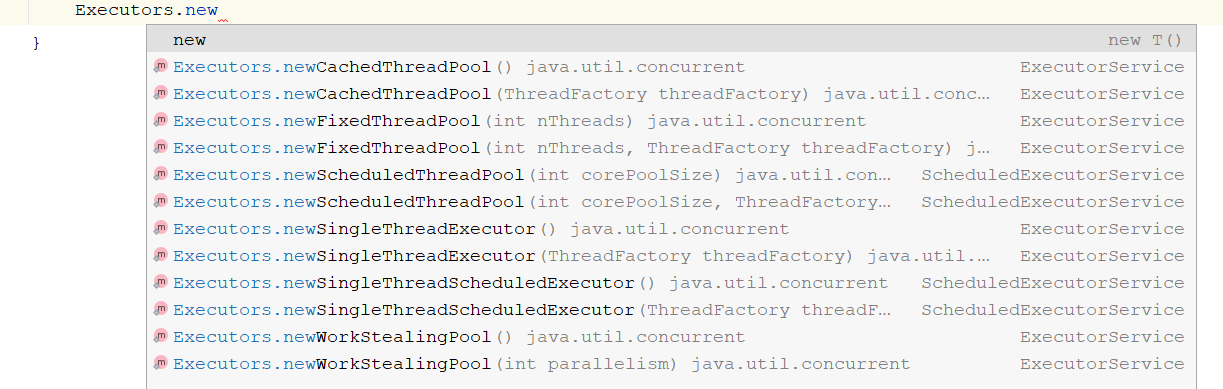 Executors.new
}
new new T()
Executors.newCachedThreadPool() java.util.concurrent ExecutorService
Executors.newCachedThreadPool(ThreadFactory threadFactory) java.util.conc… ExecutorService
Executors.newFixedThreadPool(int nThreads) java.util.concurrent ExecutorService
Executors.newFixedThreadPool(int nThreads, ThreadFactory threadFactory) j… ExecutorService
Executors.newScheduledThreadPool(int corePoolSize) java.util.con… ScheduledExecutorService
Executors.newScheduledThreadPool(int corePoolSize, ThreadFactory… ScheduledExecutorService
Executors.newSingleThreadExecutor() java.util.concurrent ExecutorService
Executors.newSingleThreadExecutor(ThreadFactory threadFactory) java.util.… ExecutorService
Executors.newSingleThreadScheduledExecutor() java.util.concurrent ScheduledExecutorService
Executors.newSingleThreadScheduledExecutor(ThreadFactory threadF… ScheduledExecutorService
Executors.newWorkStealingPool() java.util.concurrent ExecutorService
Executors.newWorkStealingPool(int parallelism) java.util.concurrent ExecutorService